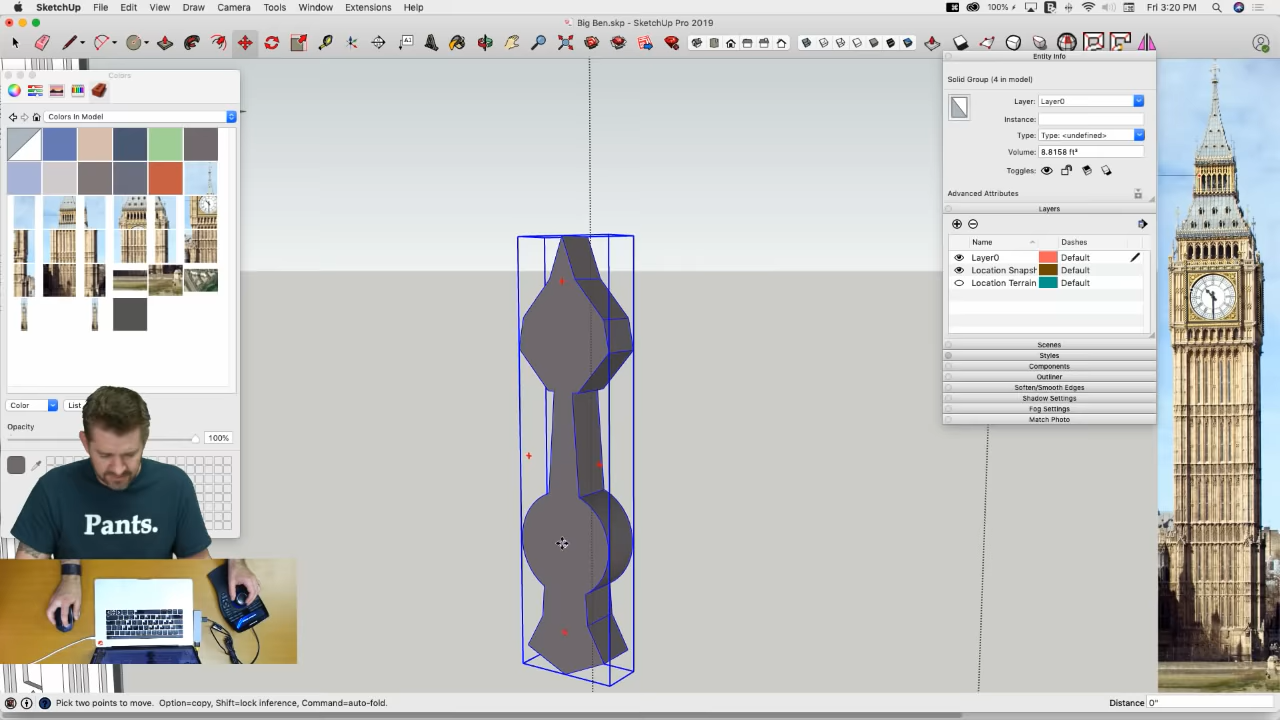 SketchUp File Edit View Draw Camera Tools Window Extensions Help
100% Fri 3:20 PM
Big Ben.skp - SketchUp Pro 2019
Colors
Colors In Model
Color
List
Opacity
100%
Pants.
Entity Info
Solid Group (4 in model)
Layer: Layer0
Instance:
Type: Type: <undefined>
Volume: 8.8158 ft³
Toggles:
Advanced Attributes
Layers
Name Dashes
Layer0 Default
Location Snapsh Default
Location Terrain Default
Scenes
Styles
Components
Outliner
Soften/Smooth Edges
Shadow Settings
Fog Settings
Match Photo
Pick two points to move. Option=copy, Shift=lock inference, Command=auto-fold.
Distance 0"